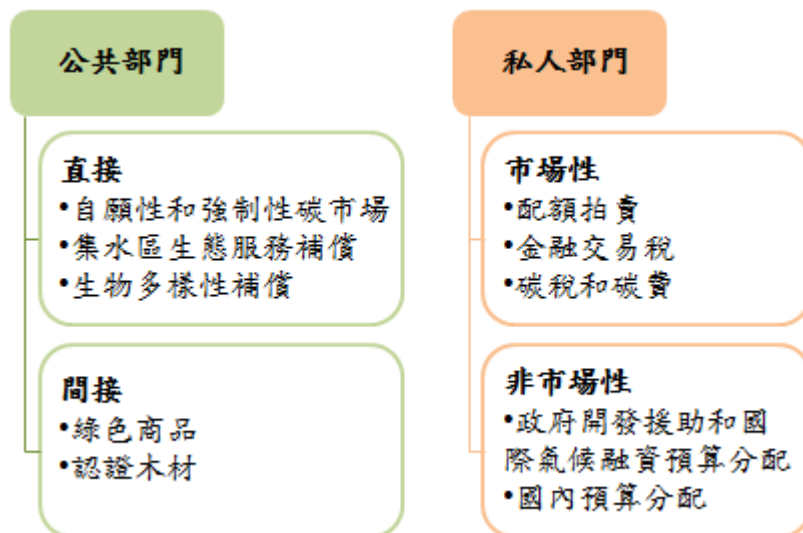 公共部門
直接
•自願性和強制性碳市場
•集水區生態服務補償
•生物多樣性補償
間接
•綠色商品
•認證木材
私人部門
市場性
•配額拍賣
•金融交易稅
•碳稅和碳費
非市場性
•政府開發援助和國
際氣候融資預算分配
•國內預算分配